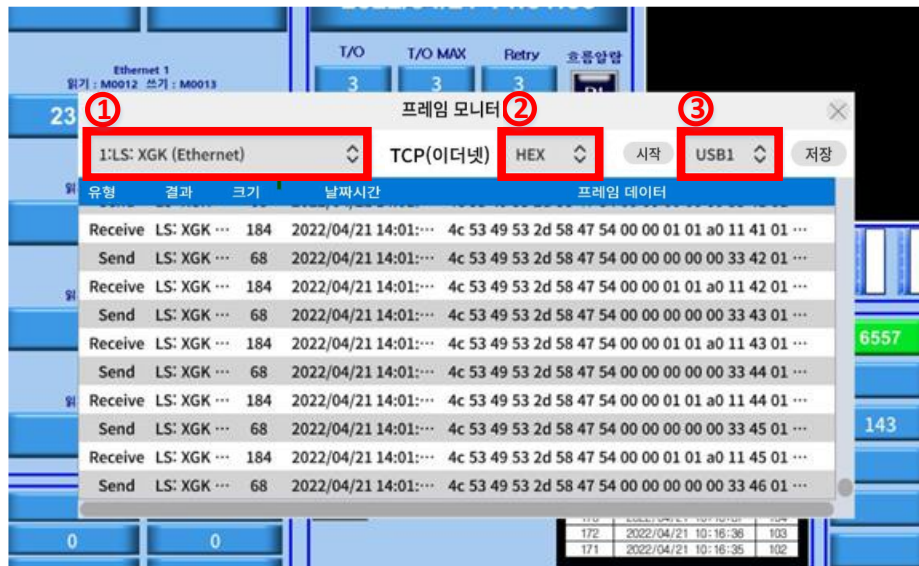 T/O T/O MAX Retry 흐름알람
Ethernet 1
읽기 : M0012 쓰기 : M0013
3 3 3
23
① 프레임 모니터 ② ③
1:LS: XGK (Ethernet) TCP(이더넷) HEX 시작 USB1 저장
유형 결과 크기 날짜시간 프레임 데이터
Receive LS: XGK ··· 184 2022/04/21 14:01:··· 4c 53 49 53 2d 58 47 54 00 00 01 01 a0 11 41 01 ···
Send LS: XGK ··· 68 2022/04/21 14:01:··· 4c 53 49 53 2d 58 47 54 00 00 00 00 00 33 42 01 ···
Receive LS: XGK ··· 184 2022/04/21 14:01:··· 4c 53 49 53 2d 58 47 54 00 00 01 01 a0 11 42 01 ···
Send LS: XGK ··· 68 2022/04/21 14:01:··· 4c 53 49 53 2d 58 47 54 00 00 00 00 00 33 43 01 ···
Receive LS: XGK ··· 184 2022/04/21 14:01:··· 4c 53 49 53 2d 58 47 54 00 00 01 01 a0 11 43 01 ···
Send LS: XGK ··· 68 2022/04/21 14:01:··· 4c 53 49 53 2d 58 47 54 00 00 00 00 00 33 44 01 ···
Receive LS: XGK ··· 184 2022/04/21 14:01:··· 4c 53 49 53 2d 58 47 54 00 00 01 01 a0 11 44 01 ···
Send LS: XGK ··· 68 2022/04/21 14:01:··· 4c 53 49 53 2d 58 47 54 00 00 00 00 00 33 45 01 ···
Receive LS: XGK ··· 184 2022/04/21 14:01:··· 4c 53 49 53 2d 58 47 54 00 00 01 01 a0 11 45 01 ···
Send LS: XGK ··· 68 2022/04/21 14:01:··· 4c 53 49 53 2d 58 47 54 00 00 00 00 00 33 46 01 ···
6557
143
0 0
172 2022/04/21 10:16:36 103
171 2022/04/21 10:16:35 102